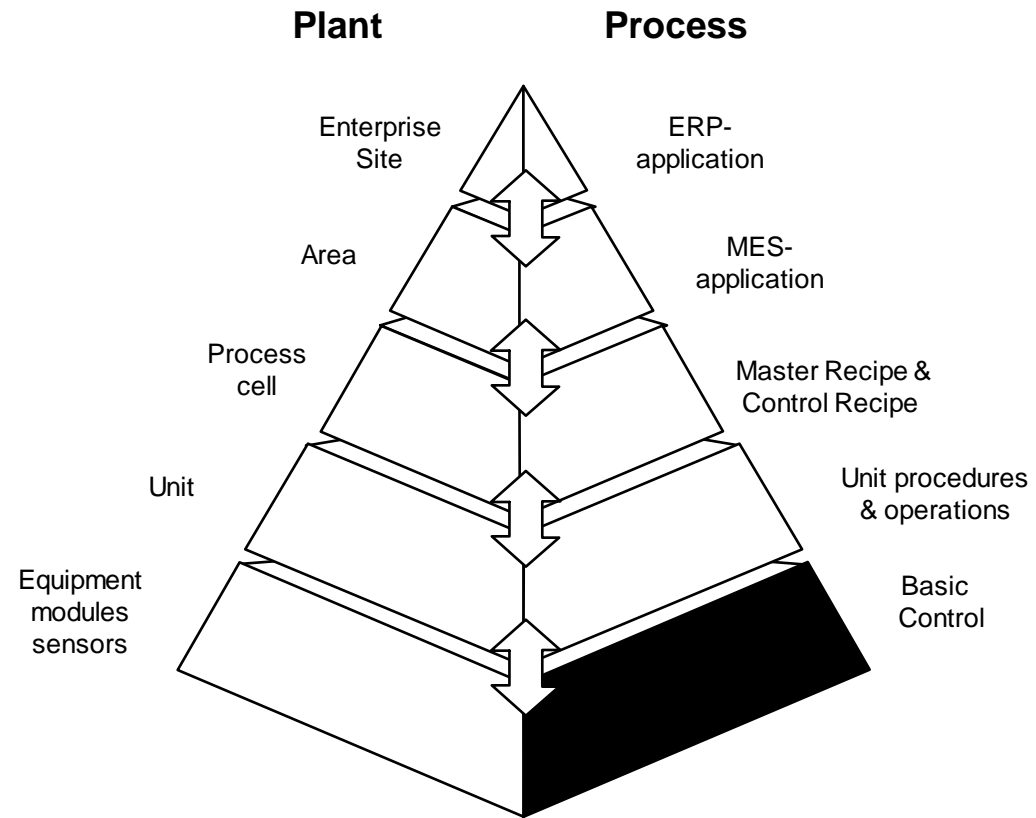 Plant
Process
Enterprise
Site
ERP-
application
Area
MES-
application
Process
cell
Master Recipe &
Control Recipe
Unit
Unit procedures
& operations
Equipment
modules
sensors
Basic
Control